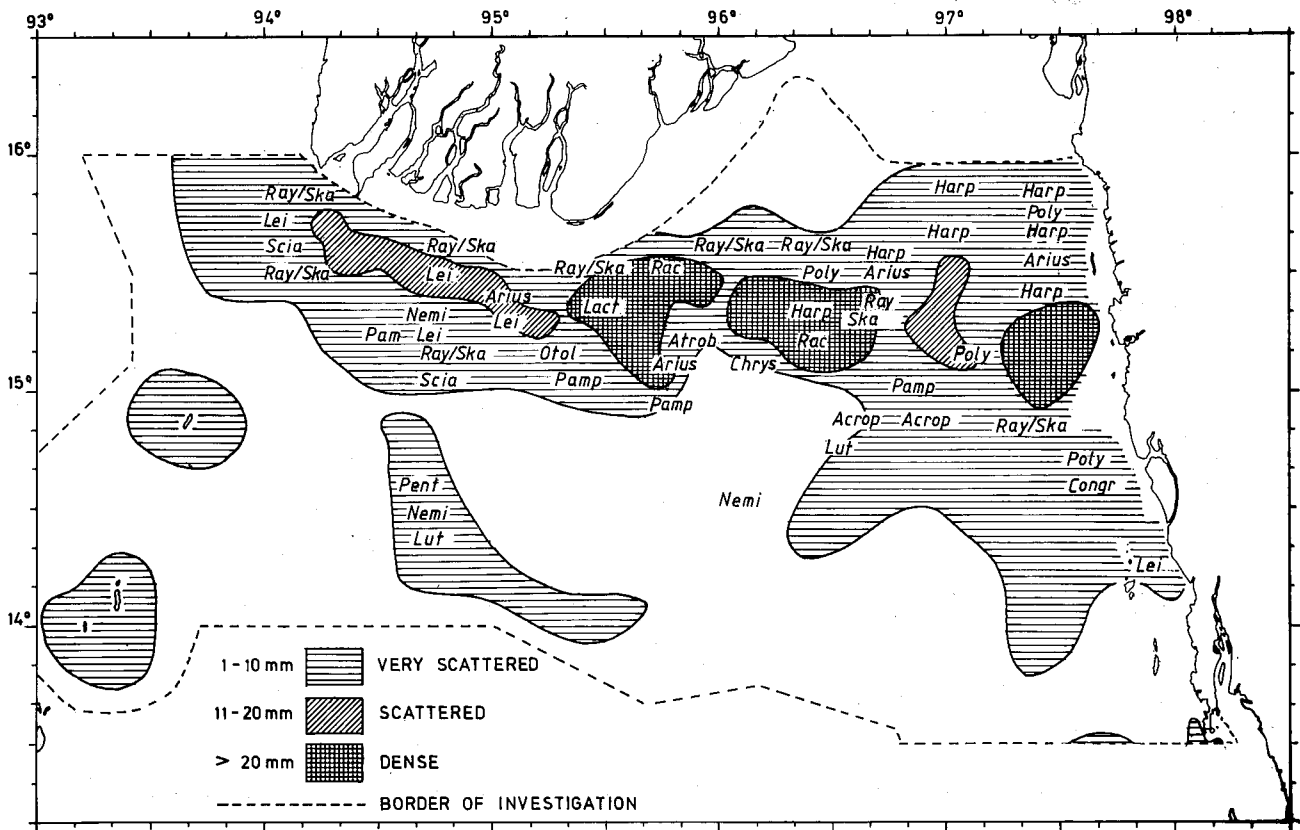 93° 94° 95° 96° 97° 98°
16°
Ray/Ska Harp Harp
Lei Poly
Scia Ray/Ska Ray/Ska Ray/Ska Harp Harp
Ray/Ska Lei Ray/Ska Rac Harp Arius
Arius Poly Arius
Lact Ray Harp
Nemi Lei Harp Ska
Pam Lei Atrob Rac
Ray/Ska Otol Arius Chrys Poly
15° Scia Pamp Pamp
Pamp
Acrop Acrop Ray/Ska
Lut
Poly
Pent Nemi Congr
Nemi
Lut
Lei
14°
1-10 mm VERY SCATTERED
11-20 mm SCATTERED
> 20 mm DENSE
BORDER OF INVESTIGATION